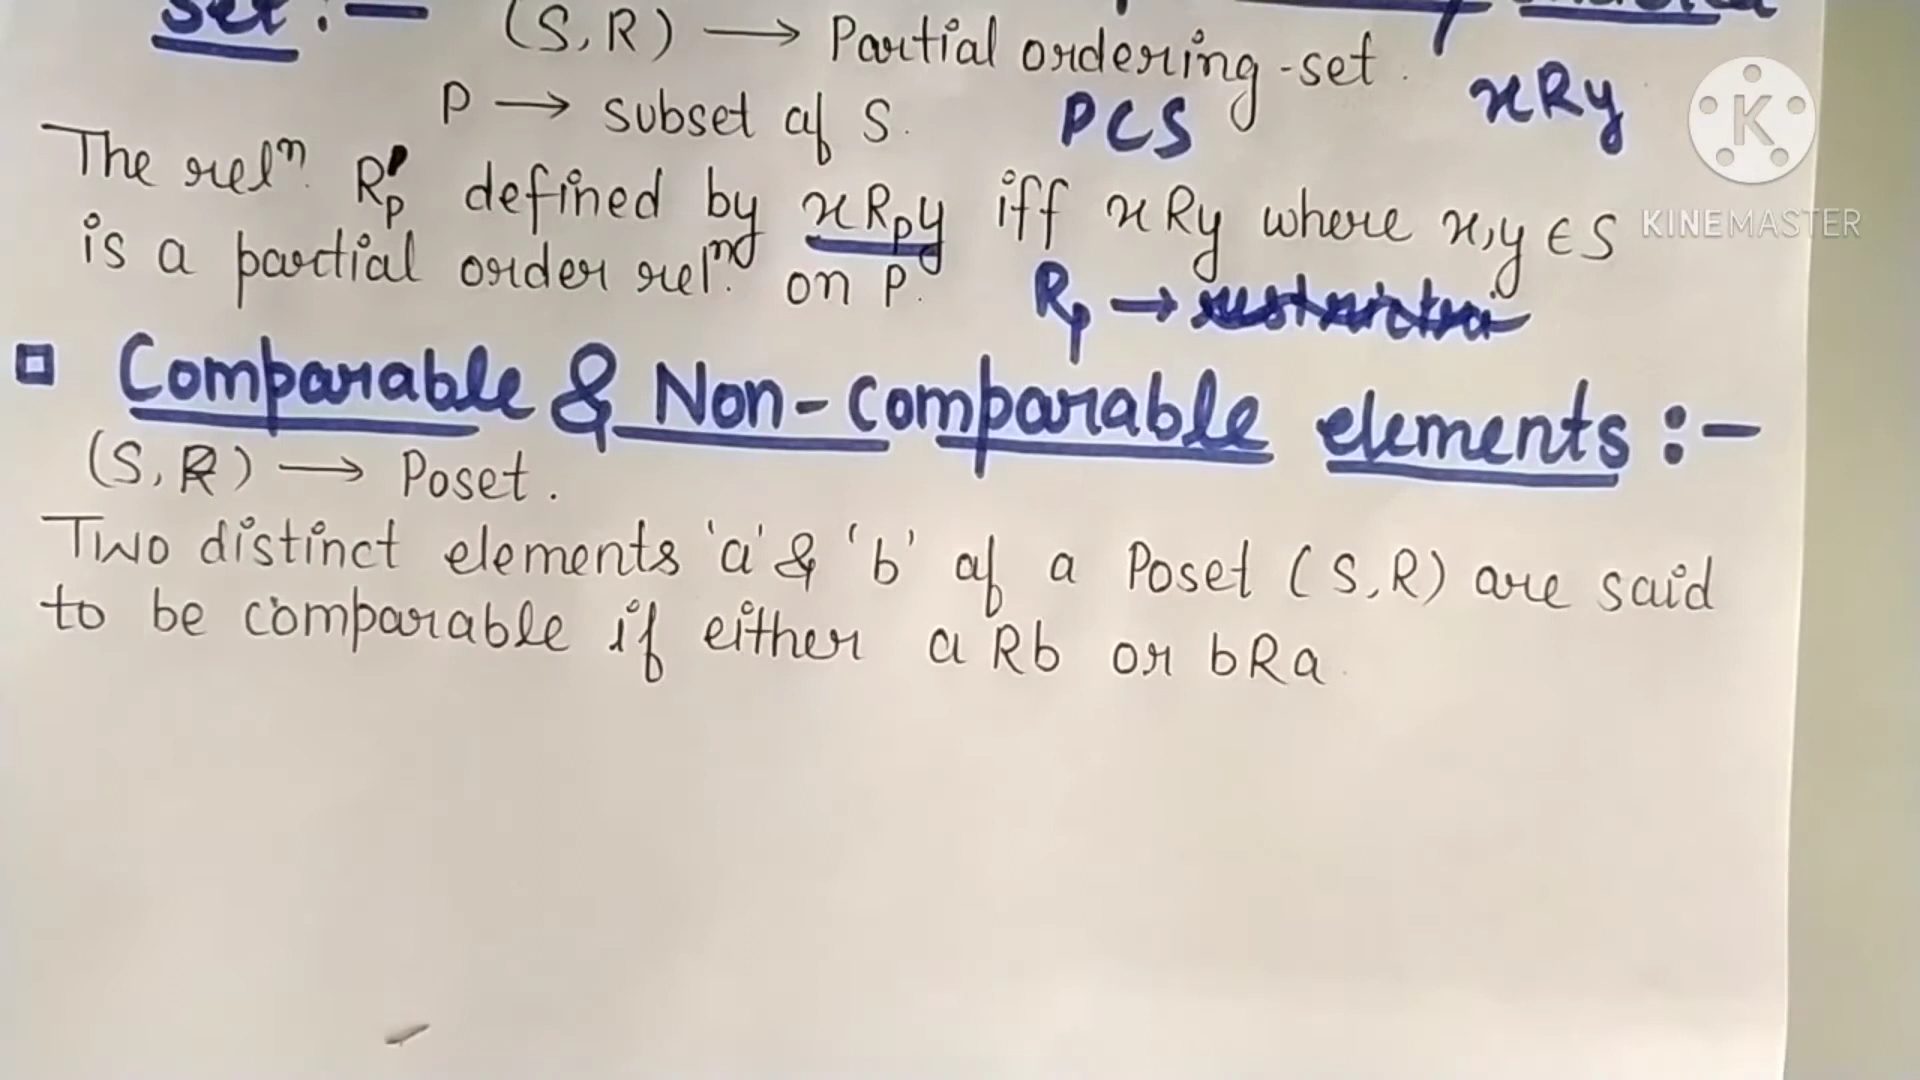 set :-
(S, R) → Partial ordering-set.
xRy
P → subset of S.
PCS
The relⁿ. R'p defined by xRpy iff xRy where x,y ∈ S
is a partial order relⁿ. on P.
Rp →
□ Comparable & Non-comparable elements :-
(S, R) → Poset.
Two distinct elements 'a' & 'b' of a Poset (S, R) are said
to be comparable if either a Rb or bRa.
K
KINEMASTER